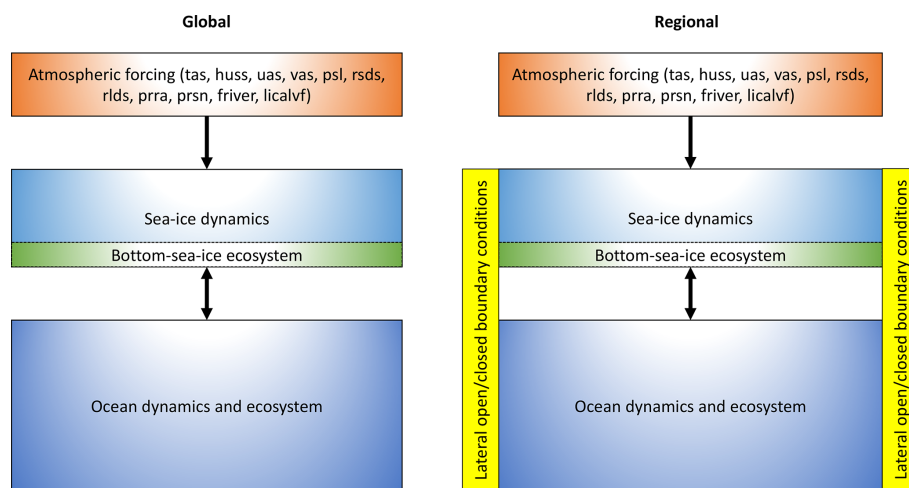 Global
Atmospheric forcing (tas, huss, uas, vas, psl, rsds,
rlds, prra, prsn, friver, licalvf)
Sea-ice dynamics
Bottom-sea-ice ecosystem
Ocean dynamics and ecosystem
Regional
Atmospheric forcing (tas, huss, uas, vas, psl, rsds,
rlds, prra, prsn, friver, licalvf)
Lateral open/closed boundary conditions
Sea-ice dynamics
Bottom-sea-ice ecosystem
Ocean dynamics and ecosystem
Lateral open/closed boundary conditions